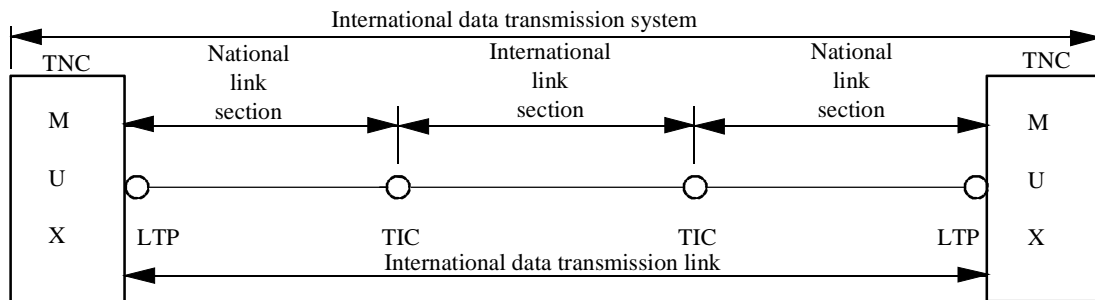 International data transmission system
TNC
National
link
section
International
link
section
National
link
section
TNC
M
U
X
M
U
X
LTP
TIC
TIC
LTP
International data transmission link